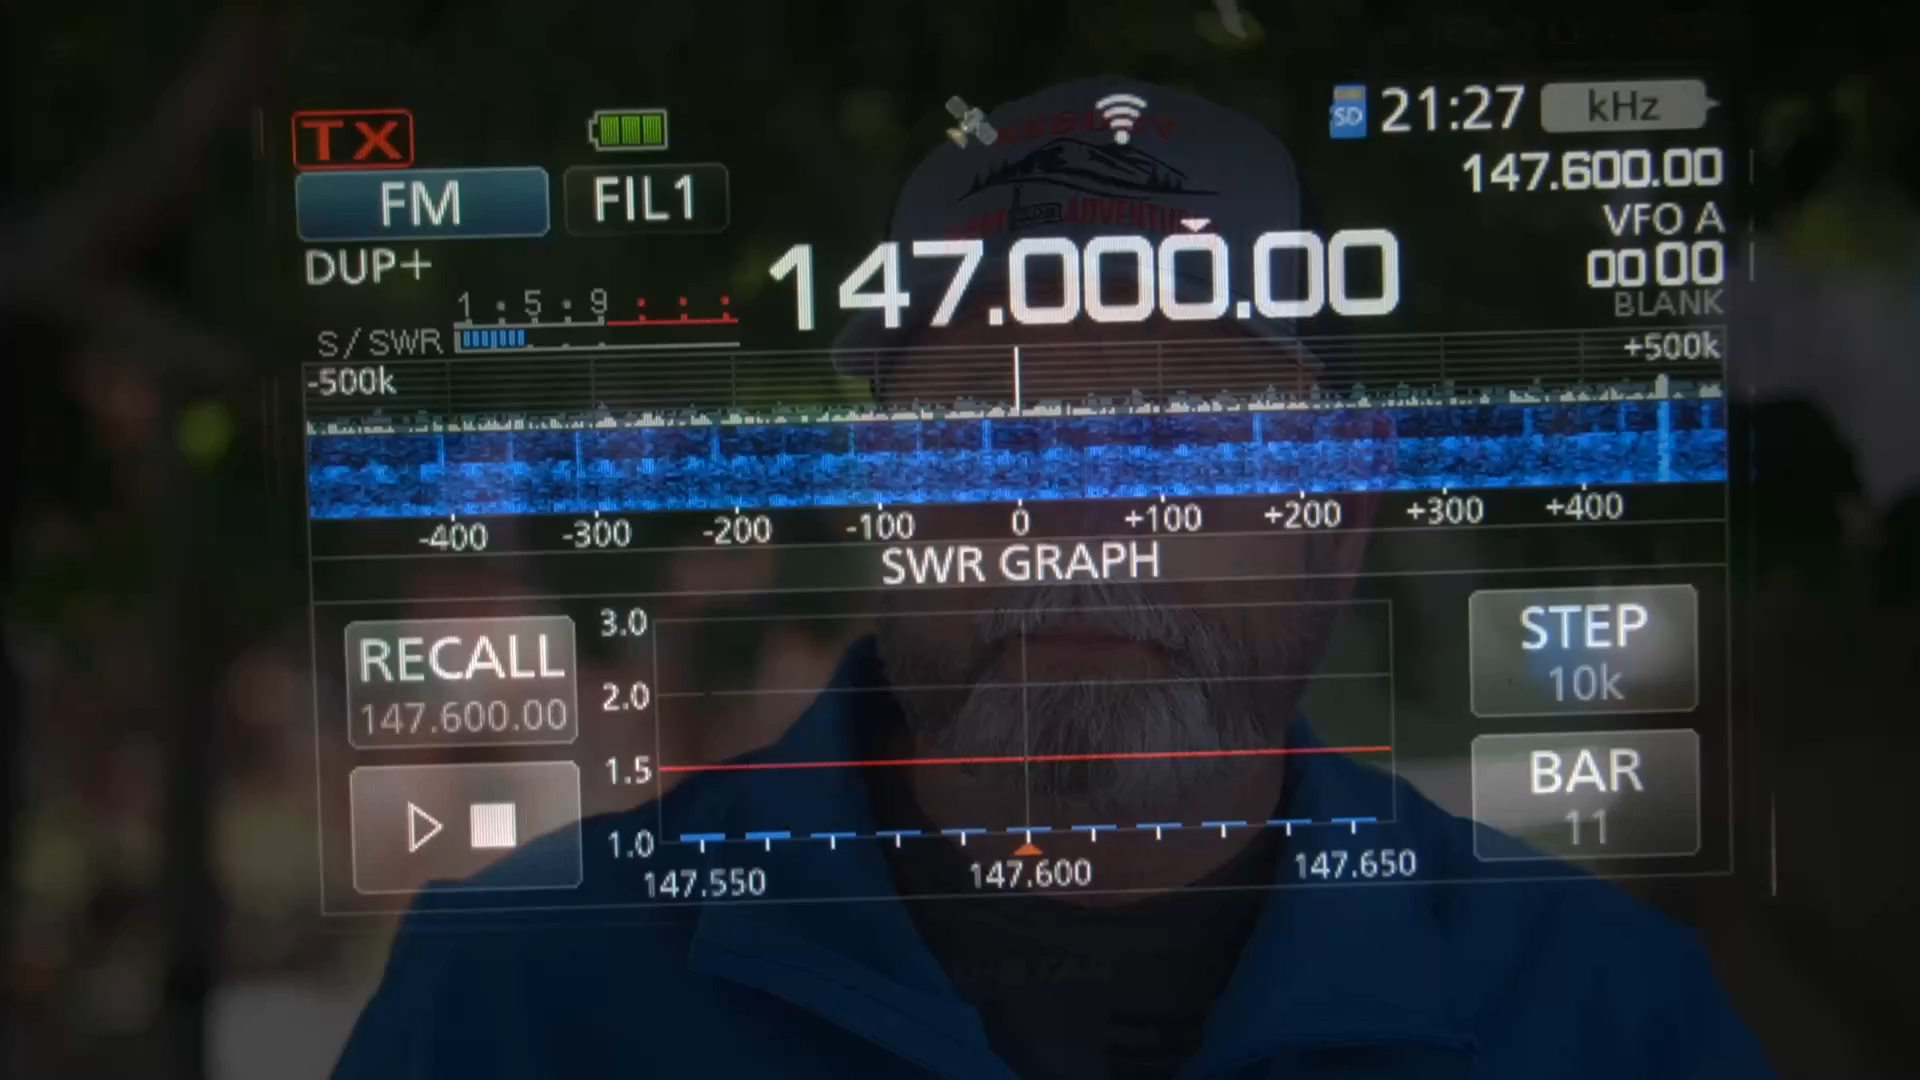 TX
SD 21:27 kHz
FM FIL1
147.600.00
VFO A
DUP+
147.000.00
00 00
BLANK
1 5 9
S/SWR
-500k
+500k
-400 -300 -200 -100 0 +100 +200 +300 +400
SWR GRAPH
RECALL
147.600.00
3.0
2.0
1.5
1.0
147.550 147.600 147.650
STEP
10k
BAR
11
ADVENTURE